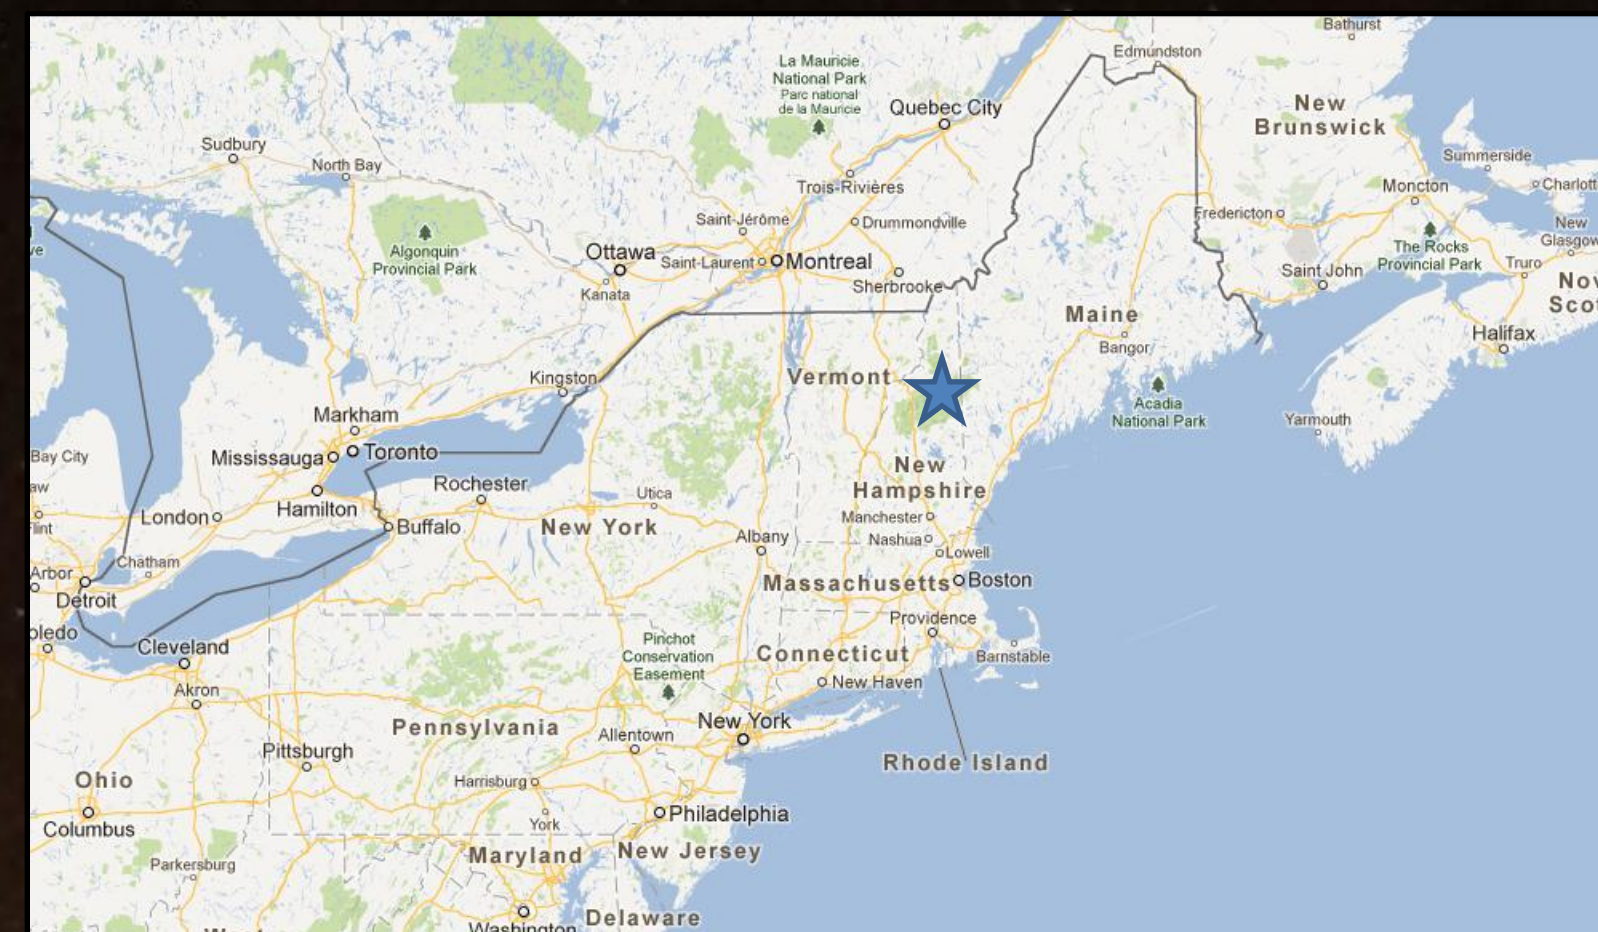 Bathurst
Edmundston
La Mauricie
National Park
Parc national
de la Mauricie
Quebec City
New
Brunswick
Sudbury
North Bay
Summerside
Trois-Rivières
Moncton
Charlott
Saint-Jérôme
Drummondville
Fredericton
New
Glasgow
Algonquin
Provincial Park
Ottawa
Saint-Laurent
Montreal
The Rocks
Provincial Park
Truro
ve
Kanata
Sherbrooke
Saint John
Nov
Scot
Maine
Halifax
Bangor
Vermont
Kingston
Acadia
National Park
Yarmouth
Markham
Mississauga
Toronto
Bay City
New
Hampshire
Rochester
aw
Hamilton
Utica
London
Buffalo
New York
Manchester
Flint
Albany
Nashua
Lowell
Chatham
Arbor
Massachusetts
Boston
Detroit
Providence
oledo
Cleveland
Pinchot
Conservation
Easement
Connecticut
Barnstable
Akron
New Haven
Pennsylvania
New York
Allentown
Pittsburgh
Rhode Island
Ohio
Harrisburg
Columbus
York
Philadelphia
Maryland
New Jersey
Parkersburg
Delaware
Washington